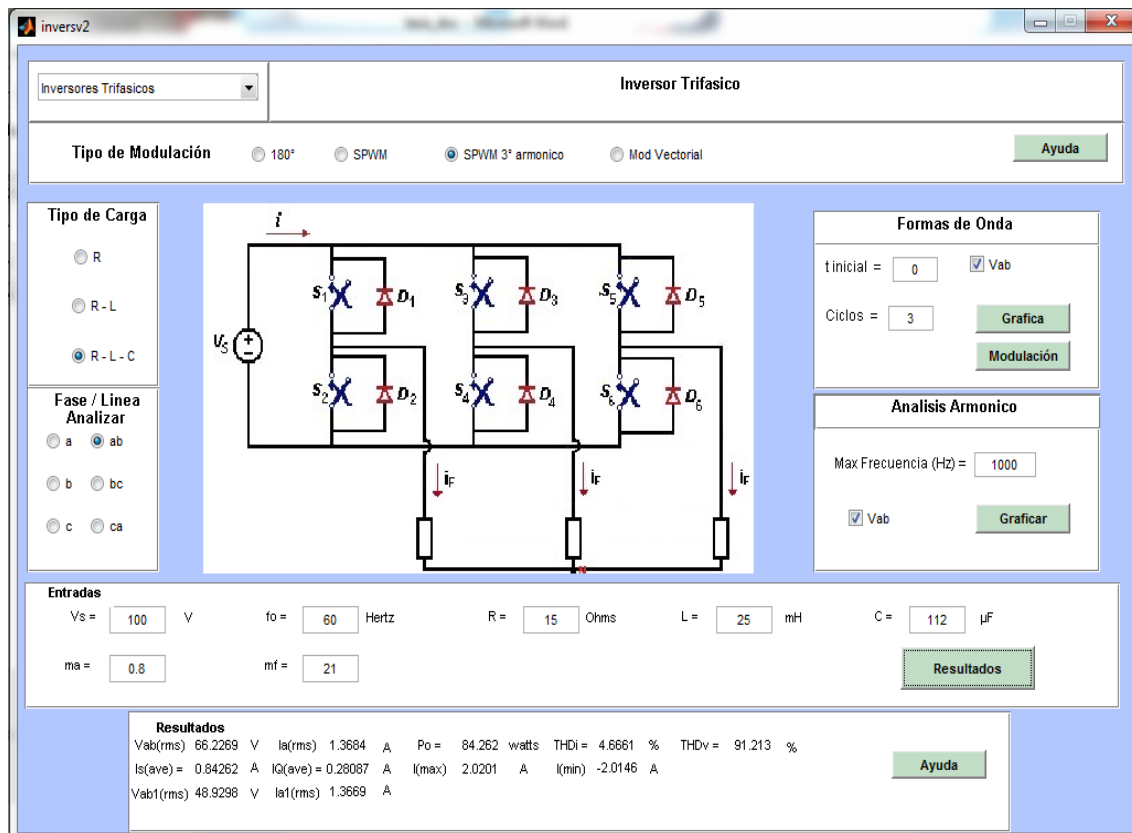 inversv2
Inversores Trifasicos
Inversor Trifasico
Tipo de Modulación 180° SPWM SPWM 3° armonico Mod Vectorial Ayuda
Tipo de Carga
R
R - L
R - L - C
Fase / Linea
Analizar
a ab
b bc
c ca
i
S1 D1 S3 D3 S5 D5
VS
S2 D2 S4 D4 S6 D6
iF iF iF
Formas de Onda
t inicial = 0 Vab
Ciclos = 3 Grafica
Modulación
Analisis Armonico
Max Frecuencia (Hz) = 1000
Vab Graficar
Entradas
Vs = 100 V fo = 60 Hertz R = 15 Ohms L = 25 mH C = 112 µF
ma = 0.8 mf = 21 Resultados
Resultados
Vab(rms) 66.2269 V Ia(rms) 1.3684 A Po = 84.262 watts THDi = 4.6661 % THDv = 91.213 %
Is(ave) = 0.84262 A IQ(ave) = 0.28087 A I(max) 2.0201 A I(min) -2.0146 A
Vab1(rms) 48.9298 V Ia1(rms) 1.3669 A
Ayuda